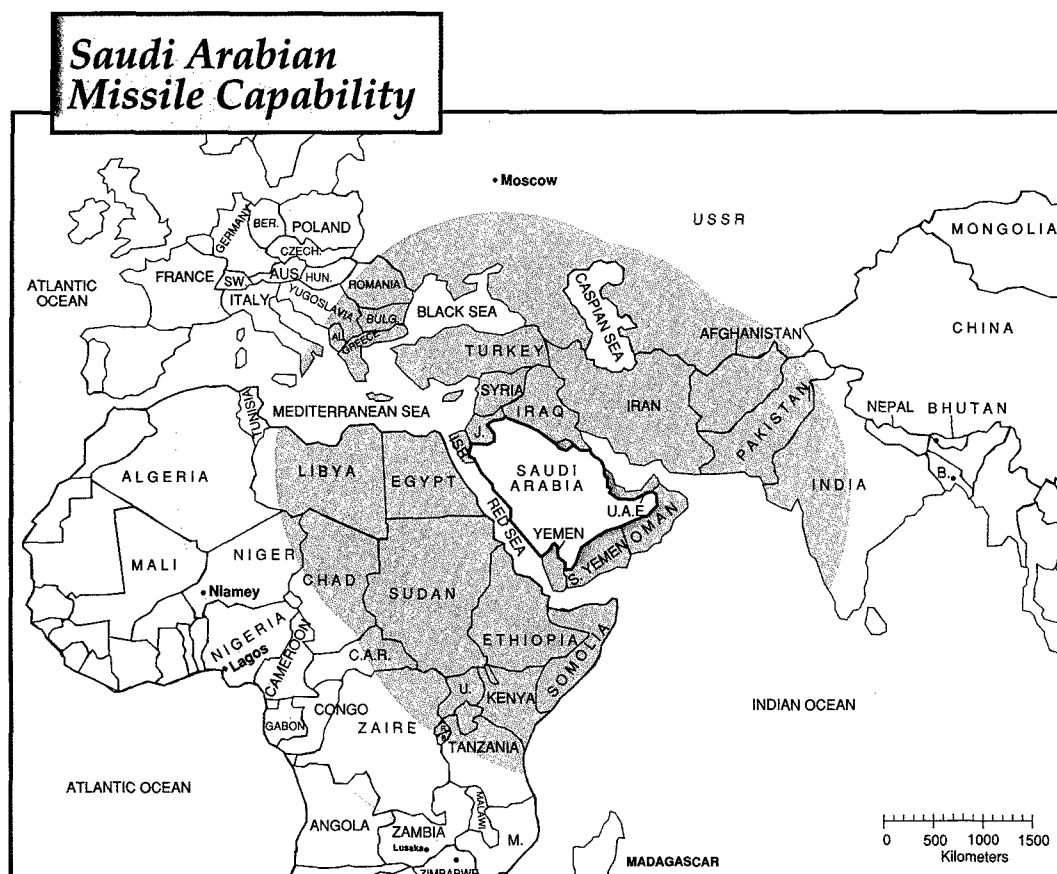 Saudi Arabian
Missile Capability
Moscow
USSR
MONGOLIA
GERMANY
BER.
POLAND
CZECH.
FRANCE
SW.
AUS.
HUN.
ATLANTIC
OCEAN
ITALY
YUGOSLAVIA
ROMANIA
BULG.
BLACK SEA
CASPIAN SEA
AL.
GREECE
TURKEY
AFGHANISTAN
CHINA
TUNISIA
MEDITERRANEAN SEA
SYRIA
IRAQ
IRAN
PAKISTAN
NEPAL
BHUTAN
ISR.
J.
ALGERIA
LIBYA
EGYPT
SAUDI
ARABIA
INDIA
B.
RED SEA
U.A.E.
YEMEN
OMAN
S. YEMEN
MALI
NIGER
CHAD
SUDAN
Niamey
NIGERIA
Lagos
CAMEROON
C.A.R.
ETHIOPIA
SOMOLIA
U.
KENYA
GABON
CONGO
ZAIRE
TANZANIA
INDIAN OCEAN
ATLANTIC OCEAN
ANGOLA
ZAMBIA
Lusaka
MALAWI
M.
ZIMBABWE
MADAGASCAR
0 500 1000 1500
Kilometers